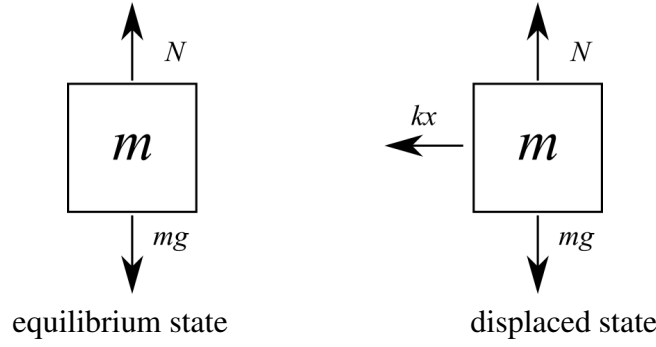 N
N
kx
m
m
mg
mg
equilibrium state
displaced state